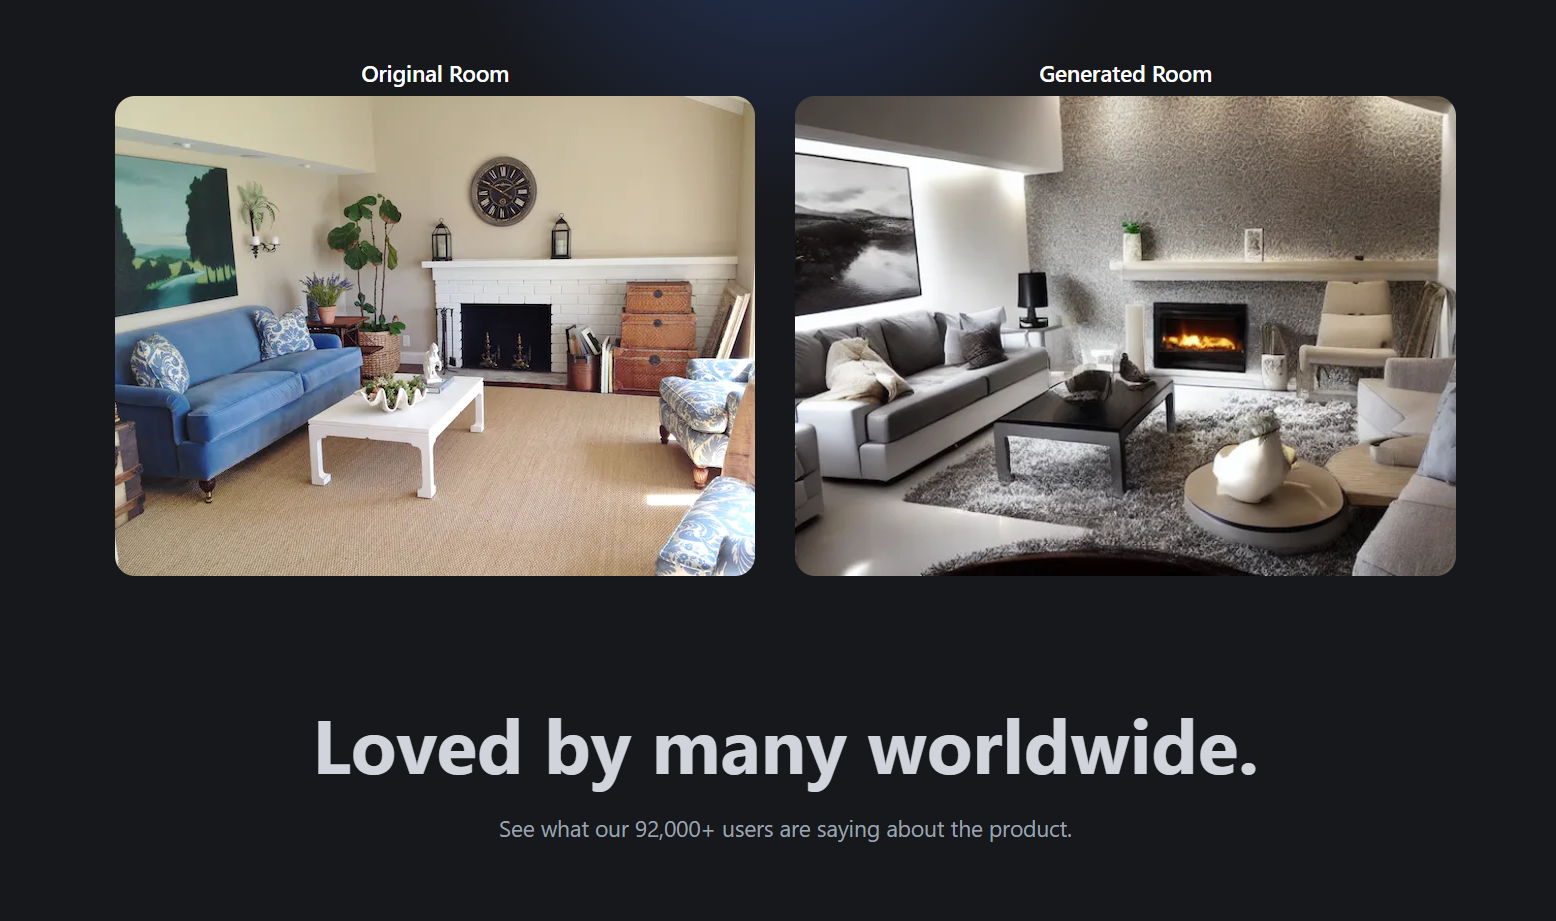 Original Room
Generated Room
Loved by many worldwide.
See what our 92,000+ users are saying about the product.